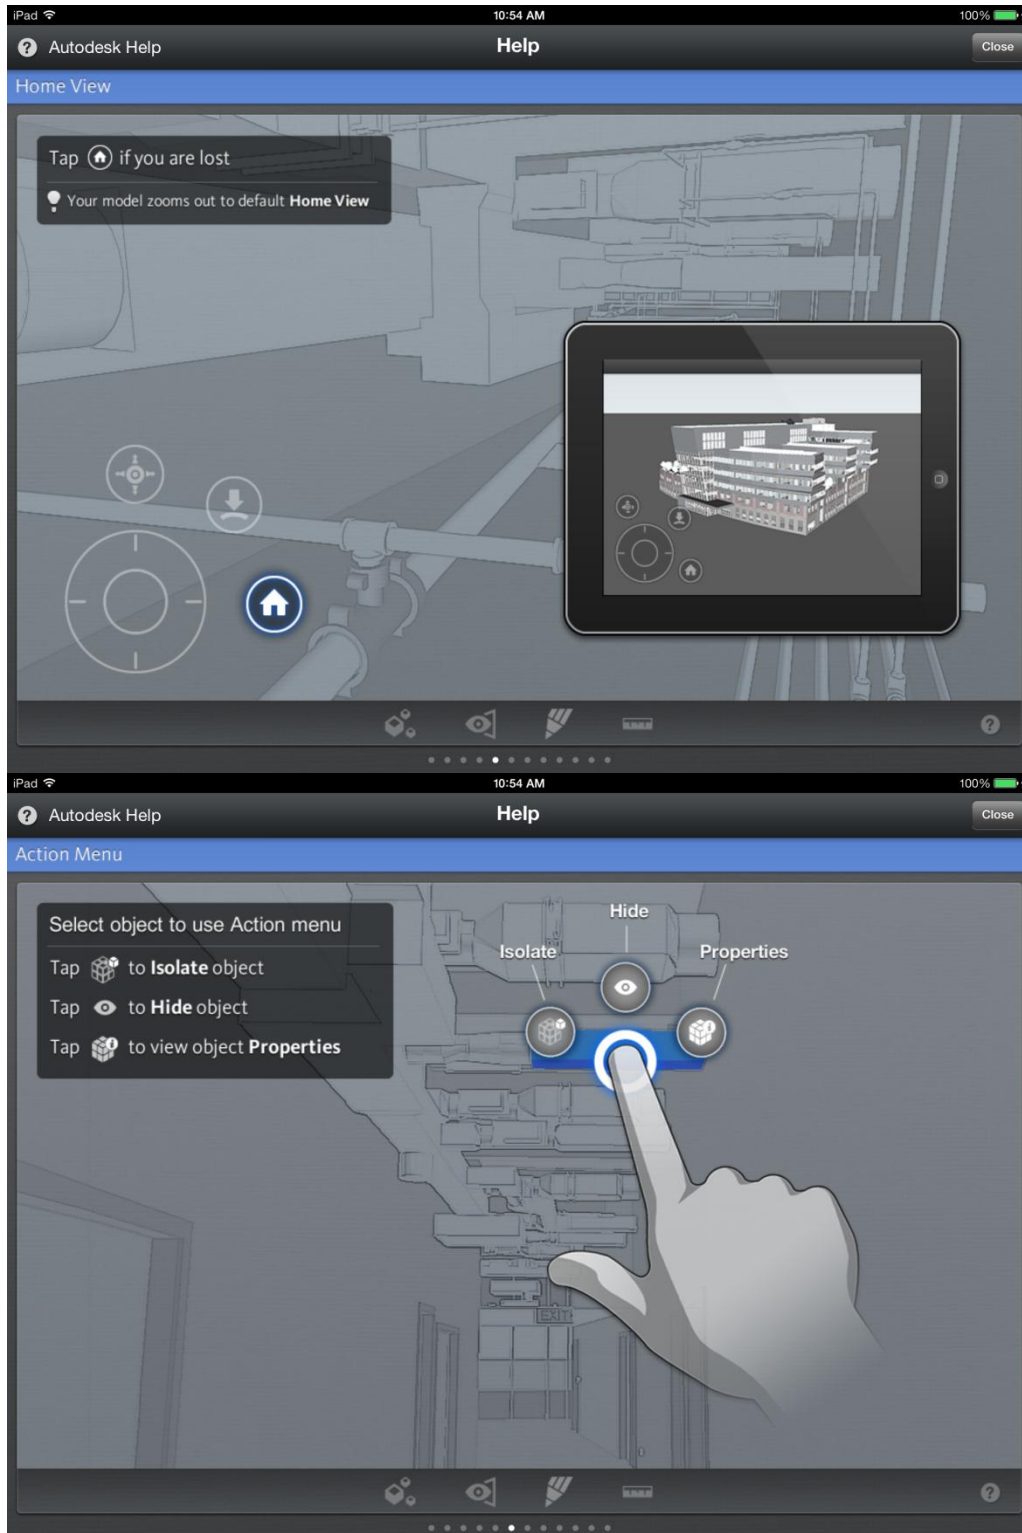 iPad 10:54 AM 100%
? Autodesk Help Help Close
Home View
Tap if you are lost
Your model zooms out to default Home View
?
iPad 10:54 AM 100%
? Autodesk Help Help Close
Action Menu
Select object to use Action menu
Tap to Isolate object
Tap to Hide object
Tap to view object Properties
Hide
Isolate
Properties
EXIT
?